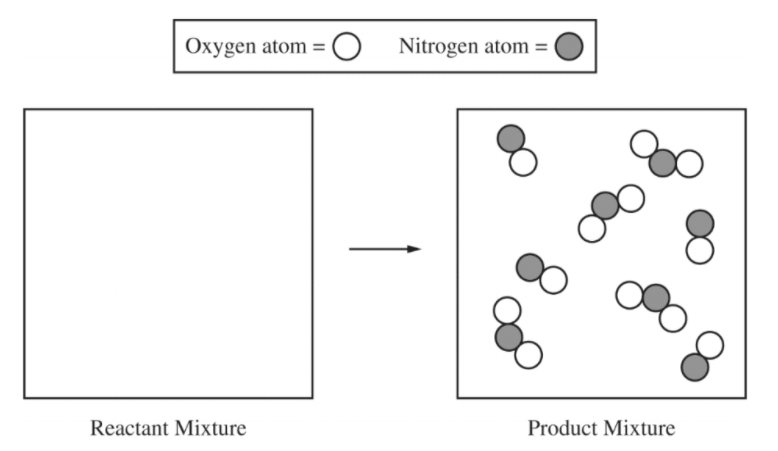 Oxygen atom = Nitrogen atom =
Reactant Mixture
Product Mixture